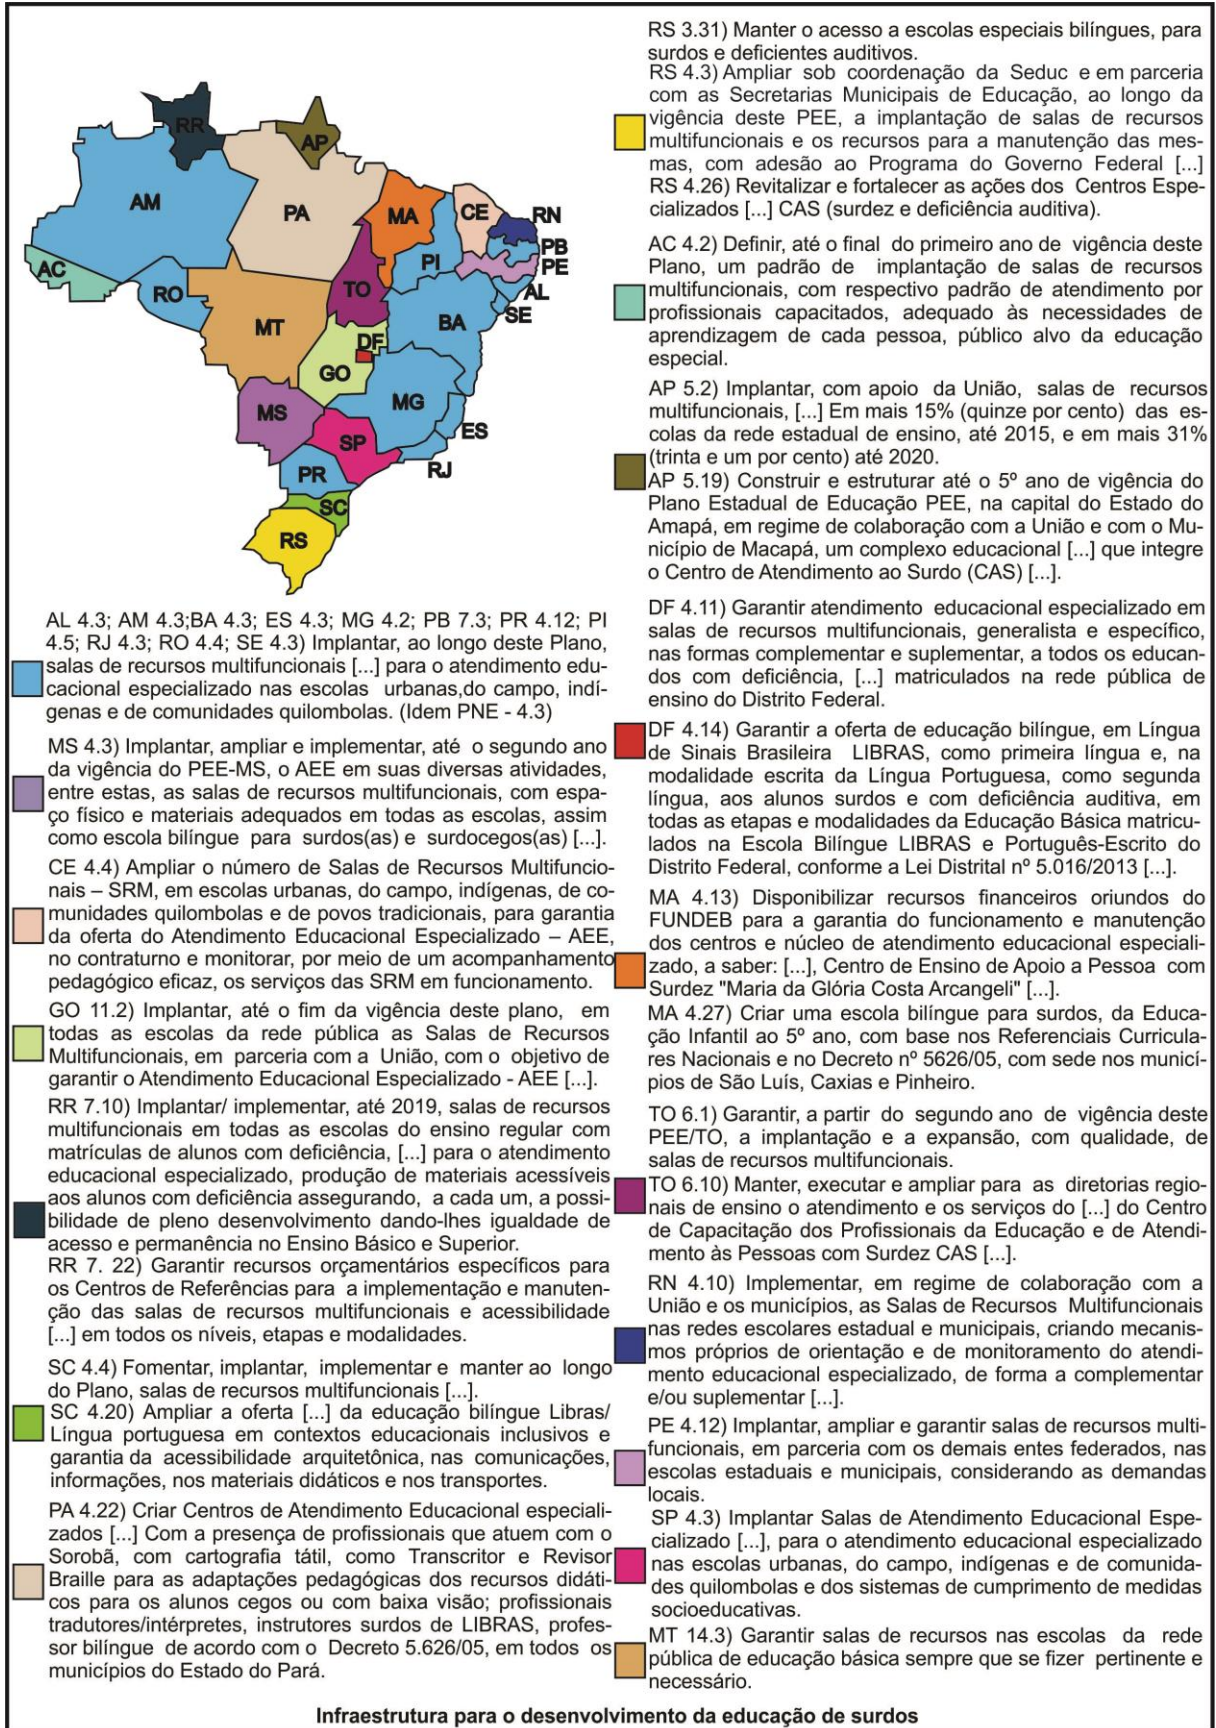 RR
AP
AM
PA
MA
CE
RN
PB
PE
PI
AC
TO
AL
RO
SE
BA
MT
DF
GO
MG
MS
ES
SP
RJ
PR
SC
RS
AL 4.3; AM 4.3;BA 4.3; ES 4.3; MG 4.2; PB 7.3; PR 4.12; PI
4.5; RJ 4.3; RO 4.4; SE 4.3) Implantar, ao longo deste Plano,
salas de recursos multifuncionais [...] para o atendimento edu-
cacional especializado nas escolas urbanas,do campo, indí-
genas e de comunidades quilombolas. (Idem PNE - 4.3)
MS 4.3) Implantar, ampliar e implementar, até o segundo ano
da vigência do PEE-MS, o AEE em suas diversas atividades,
entre estas, as salas de recursos multifuncionais, com espa-
ço físico e materiais adequados em todas as escolas, assim
como escola bilíngue para surdos(as) e surdocegos(as) [...].
CE 4.4) Ampliar o número de Salas de Recursos Multifuncio-
nais – SRM, em escolas urbanas, do campo, indígenas, de co-
munidades quilombolas e de povos tradicionais, para garantia
da oferta do Atendimento Educacional Especializado – AEE,
no contraturno e monitorar, por meio de um acompanhamento
pedagógico eficaz, os serviços das SRM em funcionamento.
GO 11.2) Implantar, até o fim da vigência deste plano, em
todas as escolas da rede pública as Salas de Recursos
Multifuncionais, em parceria com a União, com o objetivo de
garantir o Atendimento Educacional Especializado - AEE [...].
RR 7.10) Implantar/ implementar, até 2019, salas de recursos
multifuncionais em todas as escolas do ensino regular com
matrículas de alunos com deficiência, [...] para o atendimento
educacional especializado, produção de materiais acessíveis
aos alunos com deficiência assegurando, a cada um, a possi-
bilidade de pleno desenvolvimento dando-lhes igualdade de
acesso e permanência no Ensino Básico e Superior.
RR 7. 22) Garantir recursos orçamentários específicos para
os Centros de Referências para a implementação e manuten-
ção das salas de recursos multifuncionais e acessibilidade
[...] em todos os níveis, etapas e modalidades.
SC 4.4) Fomentar, implantar, implementar e manter ao longo
do Plano, salas de recursos multifuncionais [...].
SC 4.20) Ampliar a oferta [...] da educação bilíngue Libras/
Língua portuguesa em contextos educacionais inclusivos e
garantia da acessibilidade arquitetônica, nas comunicações,
informações, nos materiais didáticos e nos transportes.
PA 4.22) Criar Centros de Atendimento Educacional especiali-
zados [...] Com a presença de profissionais que atuem com o
Sorobã, com cartografia tátil, como Transcritor e Revisor
Braille para as adaptações pedagógicas dos recursos didáti-
cos para os alunos cegos ou com baixa visão; profissionais
tradutores/intérpretes, instrutores surdos de LIBRAS, profes-
sor bilíngue de acordo com o Decreto 5.626/05, em todos os
municípios do Estado do Pará.
RS 3.31) Manter o acesso a escolas especiais bilíngues, para
surdos e deficientes auditivos.
RS 4.3) Ampliar sob coordenação da Seduc e em parceria
com as Secretarias Municipais de Educação, ao longo da
vigência deste PEE, a implantação de salas de recursos
multifuncionais e os recursos para a manutenção das mes-
mas, com adesão ao Programa do Governo Federal [...]
RS 4.26) Revitalizar e fortalecer as ações dos Centros Espe-
cializados [...] CAS (surdez e deficiência auditiva).
AC 4.2) Definir, até o final do primeiro ano de vigência deste
Plano, um padrão de implantação de salas de recursos
multifuncionais, com respectivo padrão de atendimento por
profissionais capacitados, adequado às necessidades de
aprendizagem de cada pessoa, público alvo da educação
especial.
AP 5.2) Implantar, com apoio da União, salas de recursos
multifuncionais, [...] Em mais 15% (quinze por cento) das es-
colas da rede estadual de ensino, até 2015, e em mais 31%
(trinta e um por cento) até 2020.
AP 5.19) Construir e estruturar até o 5º ano de vigência do
Plano Estadual de Educação PEE, na capital do Estado do
Amapá, em regime de colaboração com a União e com o Mu-
nicípio de Macapá, um complexo educacional [...] que integre
o Centro de Atendimento ao Surdo (CAS) [...].
DF 4.11) Garantir atendimento educacional especializado em
salas de recursos multifuncionais, generalista e específico,
nas formas complementar e suplementar, a todos os educan-
dos com deficiência, [...] matriculados na rede pública de
ensino do Distrito Federal.
DF 4.14) Garantir a oferta de educação bilíngue, em Língua
de Sinais Brasileira LIBRAS, como primeira língua e, na
modalidade escrita da Língua Portuguesa, como segunda
língua, aos alunos surdos e com deficiência auditiva, em
todas as etapas e modalidades da Educação Básica matricu-
lados na Escola Bilíngue LIBRAS e Português-Escrito do
Distrito Federal, conforme a Lei Distrital nº 5.016/2013 [...].
MA 4.13) Disponibilizar recursos financeiros oriundos do
FUNDEB para a garantia do funcionamento e manutenção
dos centros e núcleo de atendimento educacional especiali-
zado, a saber: [...], Centro de Ensino de Apoio a Pessoa com
Surdez "Maria da Glória Costa Arcangeli" [...].
MA 4.27) Criar uma escola bilíngue para surdos, da Educa-
ção Infantil ao 5º ano, com base nos Referenciais Curricula-
res Nacionais e no Decreto nº 5626/05, com sede nos municí-
pios de São Luís, Caxias e Pinheiro.
TO 6.1) Garantir, a partir do segundo ano de vigência deste
PEE/TO, a implantação e a expansão, com qualidade, de
salas de recursos multifuncionais.
TO 6.10) Manter, executar e ampliar para as diretorias regio-
nais de ensino o atendimento e os serviços do [...] do Centro
de Capacitação dos Profissionais da Educação e de Atendi-
mento às Pessoas com Surdez CAS [...].
RN 4.10) Implementar, em regime de colaboração com a
União e os municípios, as Salas de Recursos Multifuncionais
nas redes escolares estadual e municipais, criando mecanis-
mos próprios de orientação e de monitoramento do atendi-
mento educacional especializado, de forma a complementar
e/ou suplementar [...].
PE 4.12) Implantar, ampliar e garantir salas de recursos multi-
funcionais, em parceria com os demais entes federados, nas
escolas estaduais e municipais, considerando as demandas
locais.
SP 4.3) Implantar Salas de Atendimento Educacional Espe-
cializado [...], para o atendimento educacional especializado
nas escolas urbanas, do campo, indígenas e de comunida-
des quilombolas e dos sistemas de cumprimento de medidas
socioeducativas.
MT 14.3) Garantir salas de recursos nas escolas da rede
pública de educação básica sempre que se fizer pertinente e
necessário.
Infraestrutura para o desenvolvimento da educação de surdos